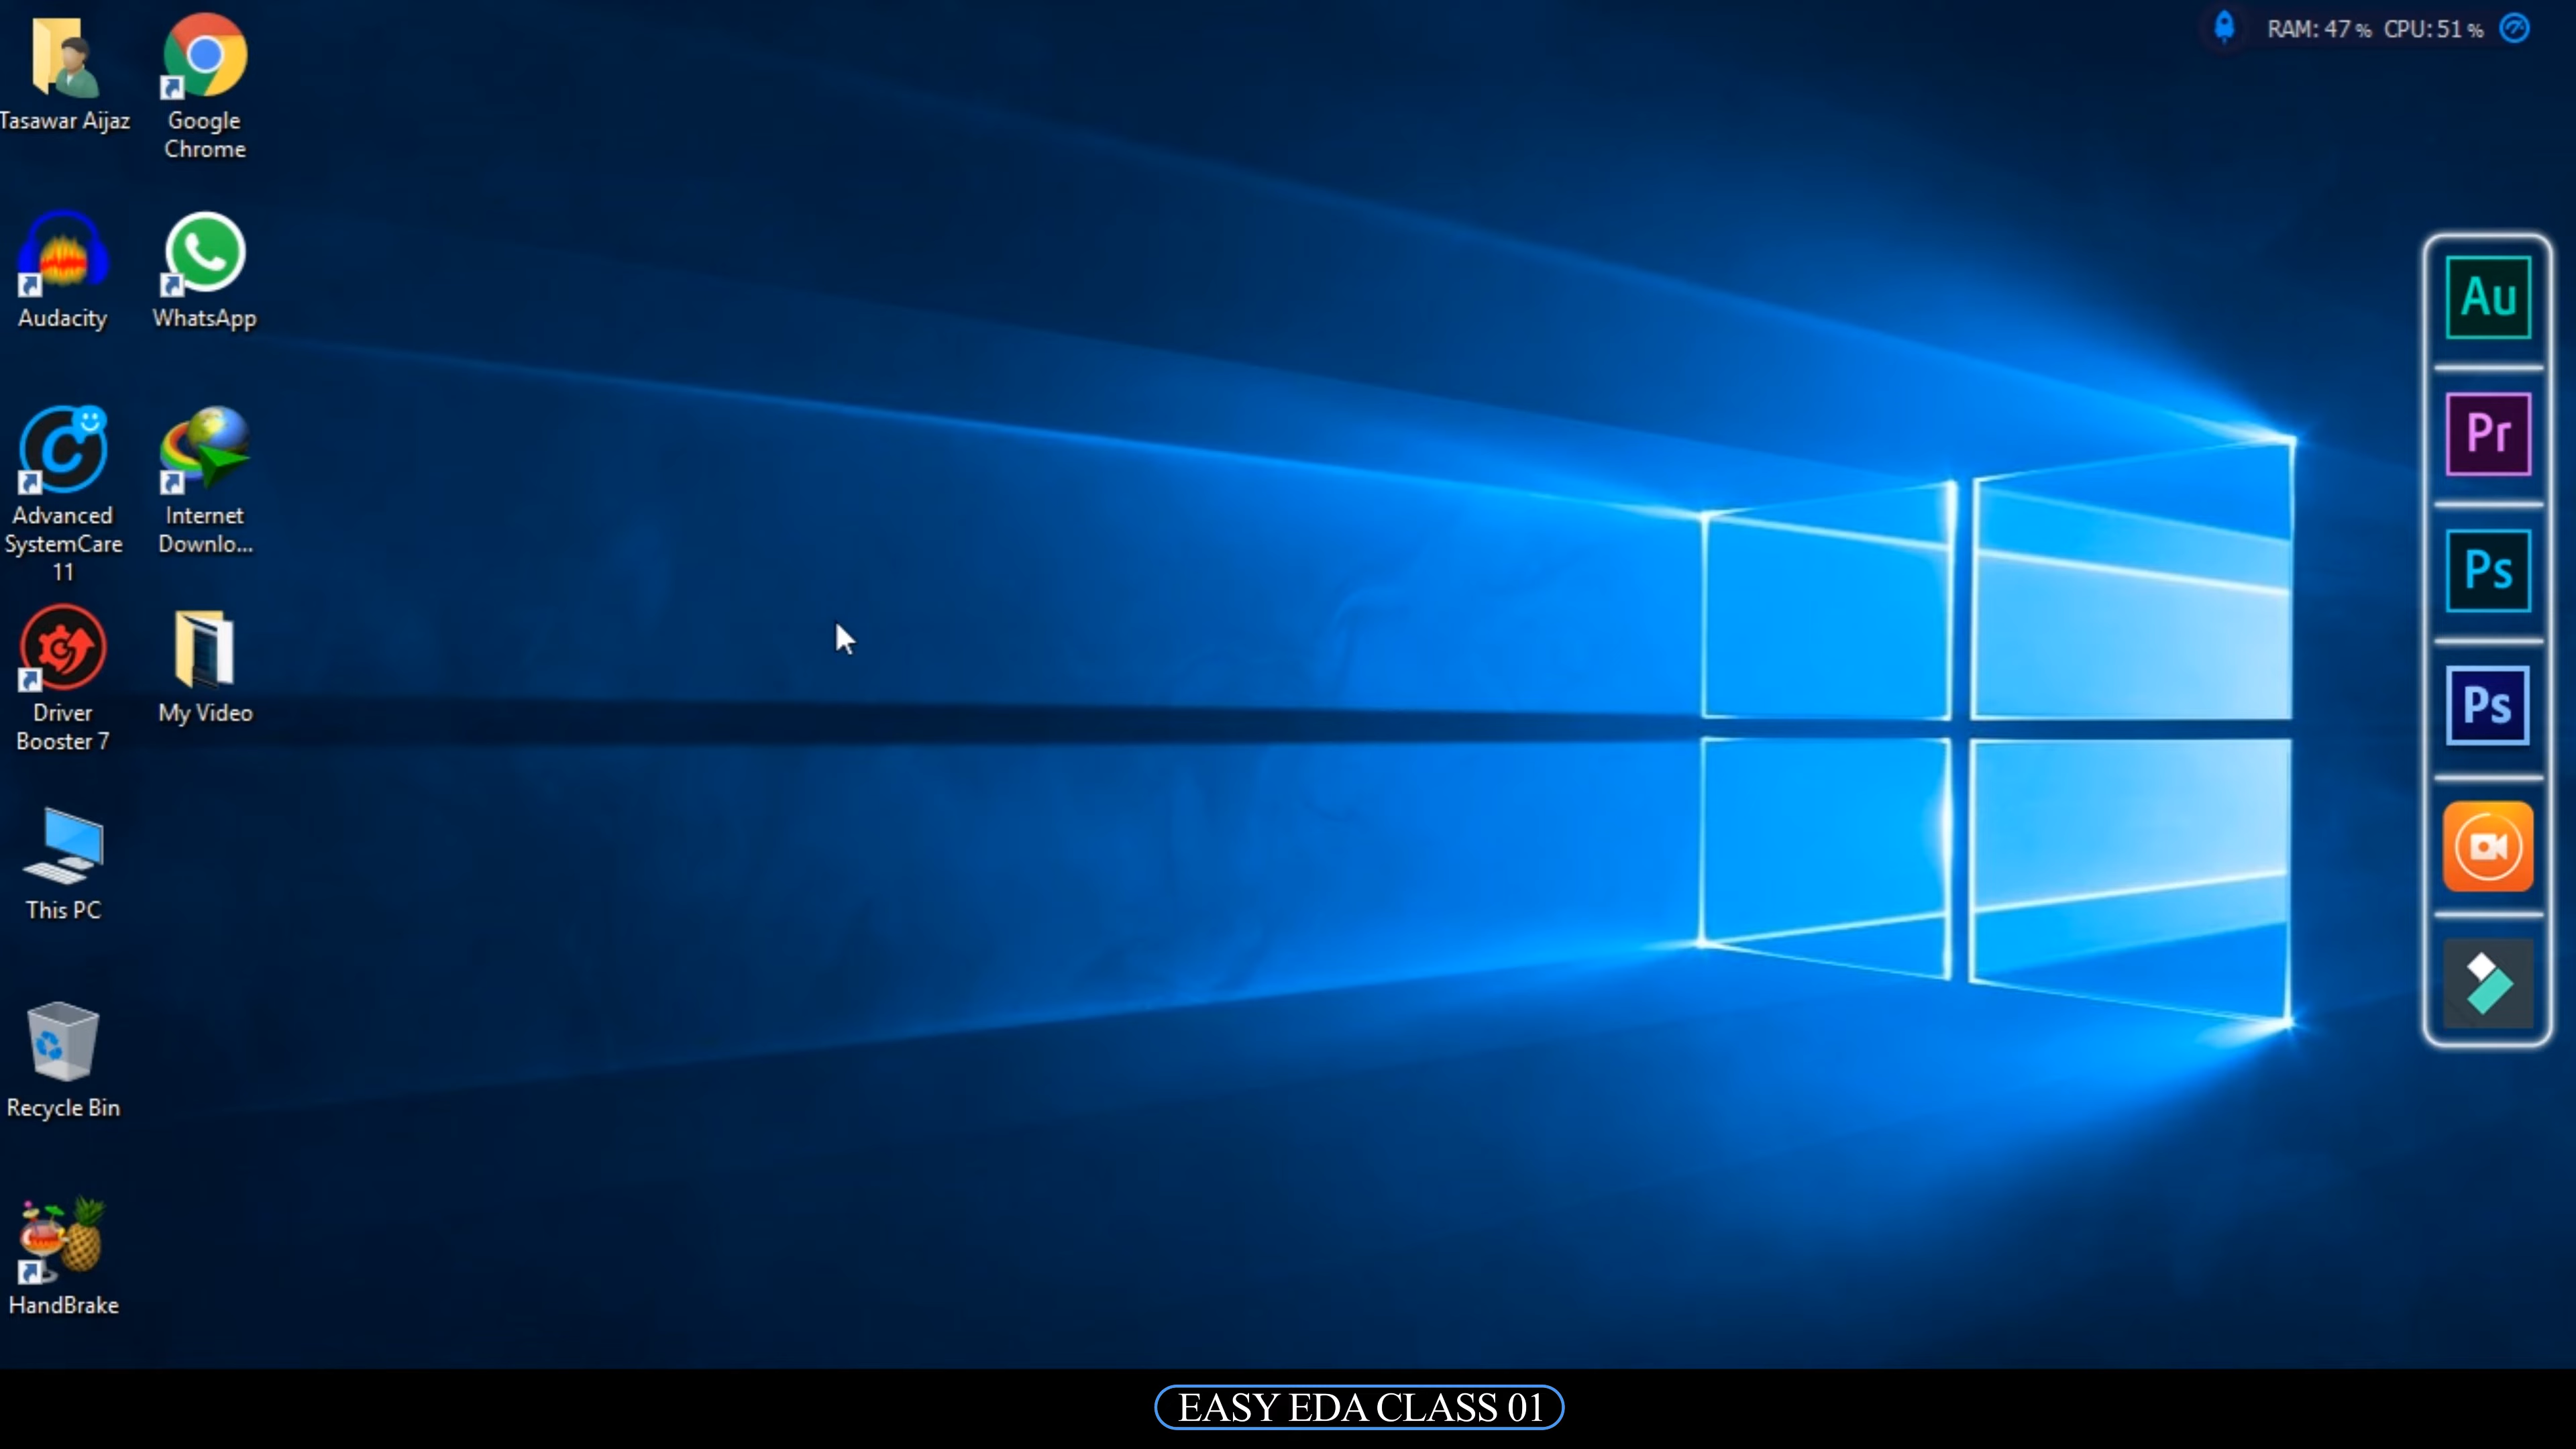 Tasawar Aijaz
Google
Chrome
RAM: 47 % CPU: 51 %
Audacity
WhatsApp
Advanced
SystemCare
11
Internet
Downlo...
Driver
Booster 7
My Video
This PC
Recycle Bin
HandBrake
Au
Pr
Ps
Ps
EASY EDA CLASS 01